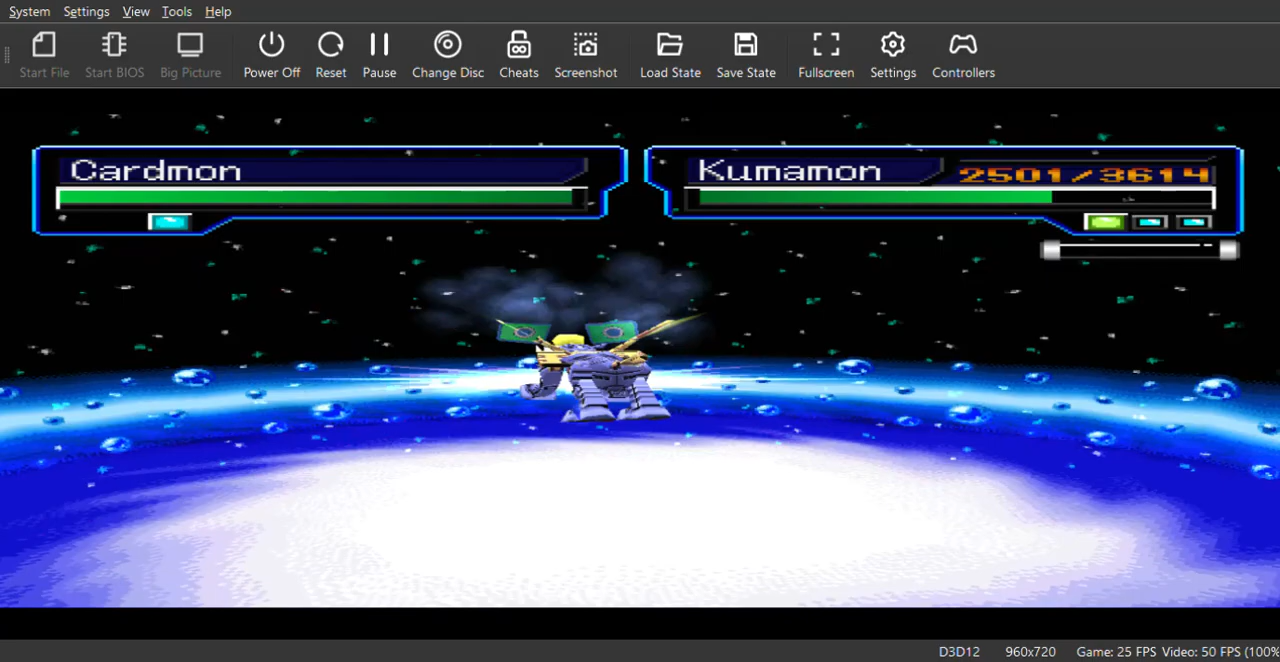 System Settings View Tools Help
Start File Start BIOS Big Picture Power Off Reset Pause Change Disc Cheats Screenshot Load State Save State Fullscreen Settings Controllers
Cardmon
Kumamon 2501/3614
D3D12 960x720 Game: 25 FPS Video: 50 FPS (100%